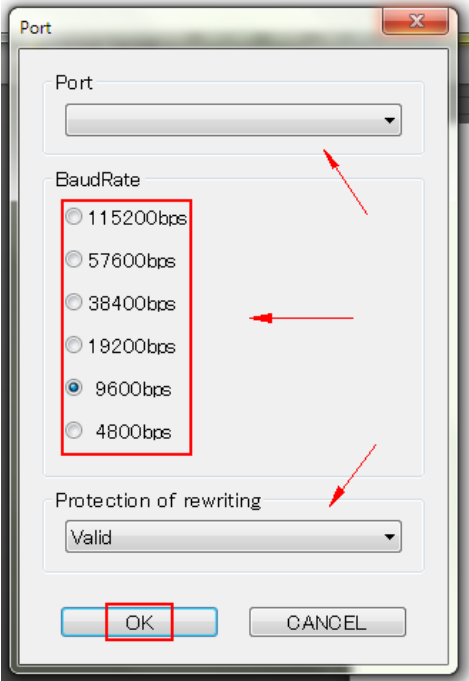 Port
Port
BaudRate
115200bps
57600bps
38400bps
19200bps
9600bps
4800bps
Protection of rewriting
Valid
OK
CANCEL